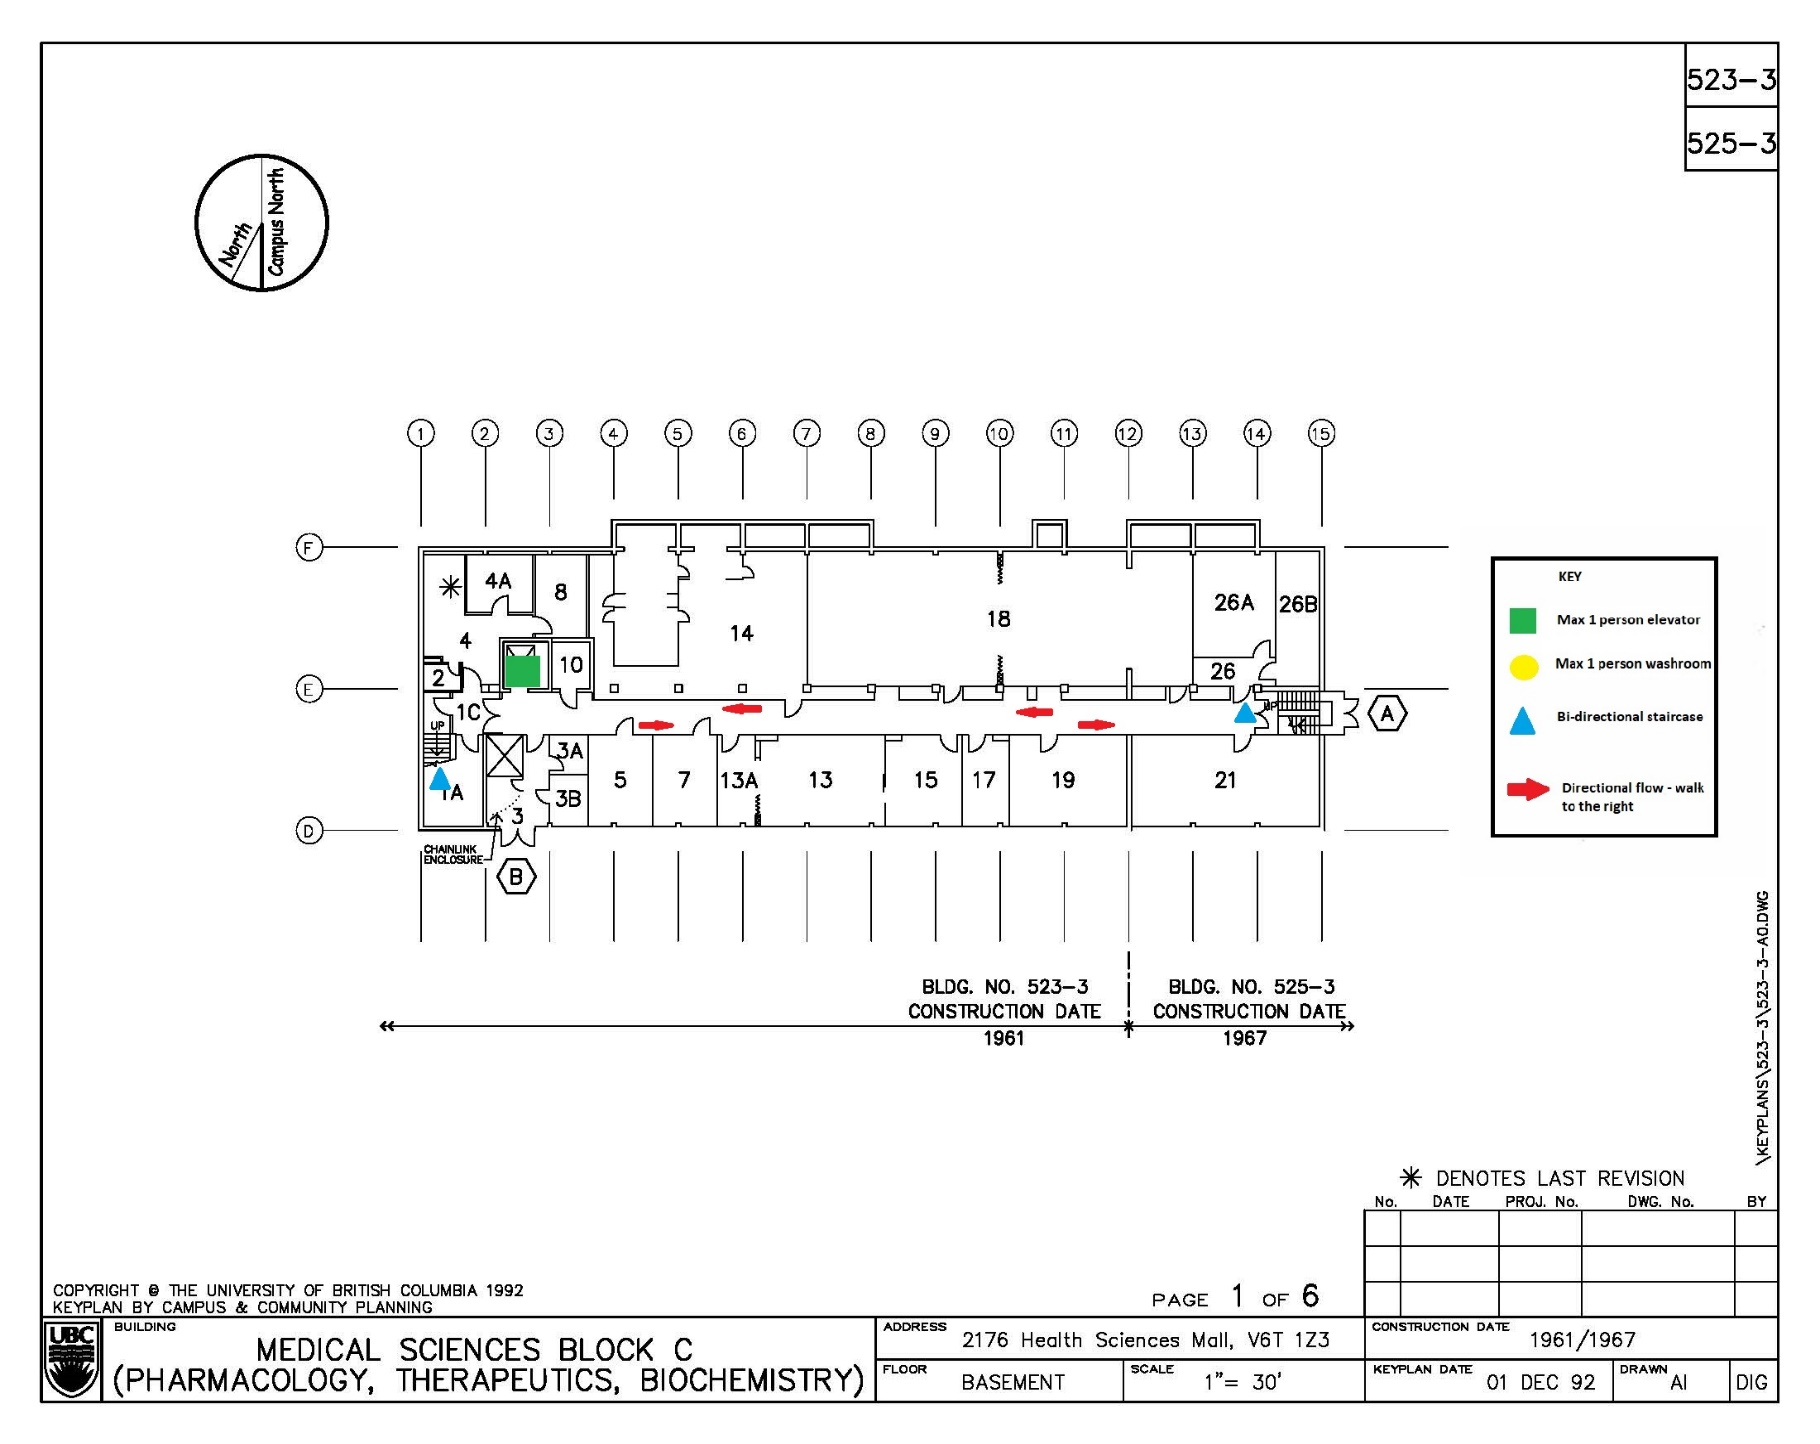 523-3
525-3
North
Campus North
1 2 3 4 5 6 7 8 9 10 11 12 13 14 15
F
E
D
4A
8
4
2
10
1C
UP
1A
3A
3B
3
5
7
13A
13
14
15
17
18
19
21
26A
26B
26
UP
A
B
CHAINLINK
ENCLOSURE
KEY
Max 1 person elevator
Max 1 person washroom
Bi-directional staircase
Directional flow - walk
to the right
BLDG. NO. 523-3
CONSTRUCTION DATE
1961
BLDG. NO. 525-3
CONSTRUCTION DATE
1967
\KEYPLANS\523-3\523-3-A0.DWG
* DENOTES LAST REVISION
No. DATE PROJ. No. DWG. No. BY
COPYRIGHT @ THE UNIVERSITY OF BRITISH COLUMBIA 1992
KEYPLAN BY CAMPUS & COMMUNITY PLANNING
PAGE 1 OF 6
UBC
BUILDING
MEDICAL SCIENCES BLOCK C
(PHARMACOLOGY, THERAPEUTICS, BIOCHEMISTRY)
ADDRESS 2176 Health Sciences Mall, V6T 1Z3
FLOOR BASEMENT
SCALE 1"= 30'
CONSTRUCTION DATE 1961/1967
KEYPLAN DATE 01 DEC 92
DRAWN AI
DIG